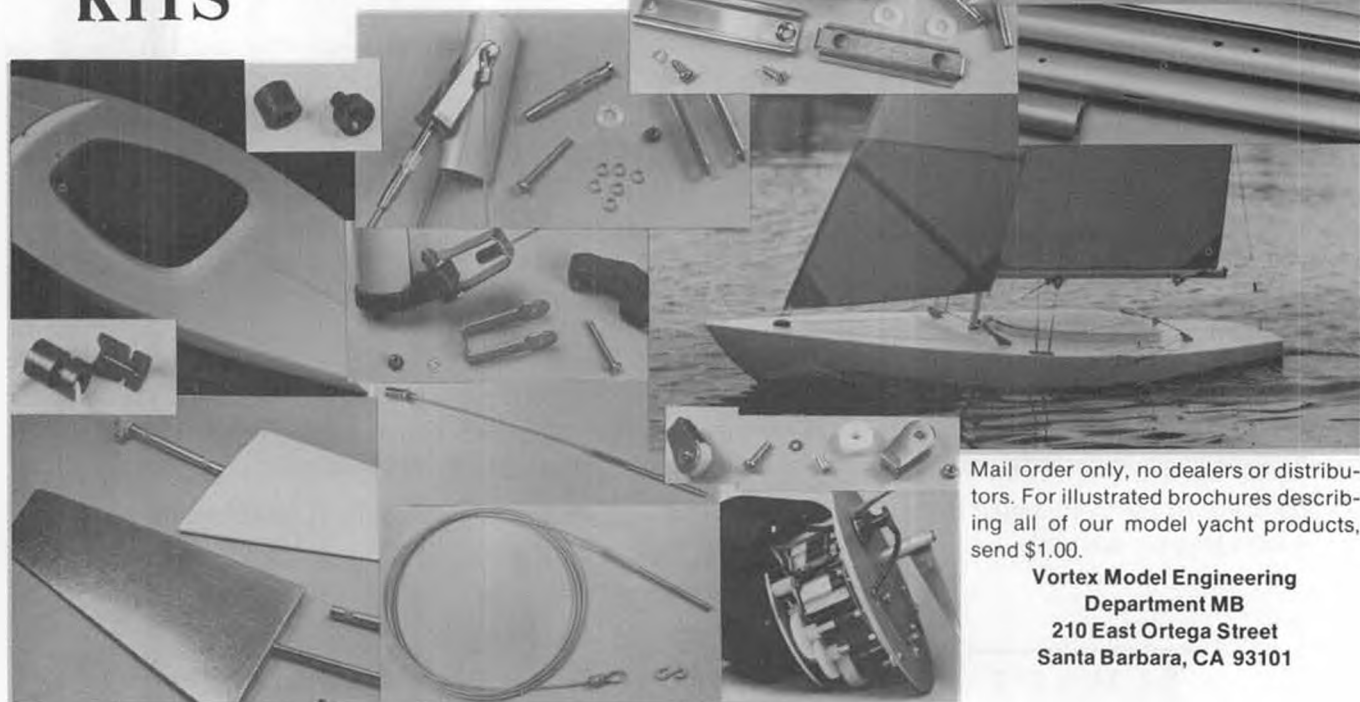 KITS
Mail order only, no dealers or distribu-
tors. For illustrated brochures describ-
ing all of our model yacht products,
send $1.00.
Vortex Model Engineering
Department MB
210 East Ortega Street
Santa Barbara, CA 93101